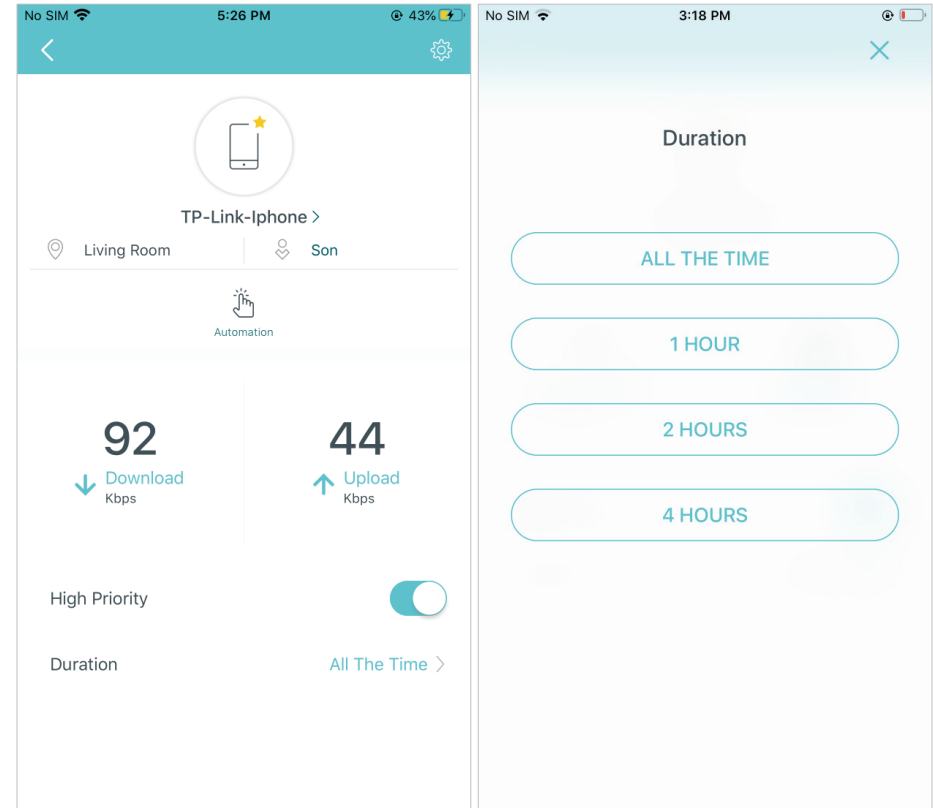 No SIM 5:26 PM 43%
TP-Link-Iphone >
Living Room Son
Automation
92 44
Download Upload
Kbps Kbps
High Priority
Duration All The Time >
No SIM 3:18 PM
Duration
ALL THE TIME
1 HOUR
2 HOURS
4 HOURS